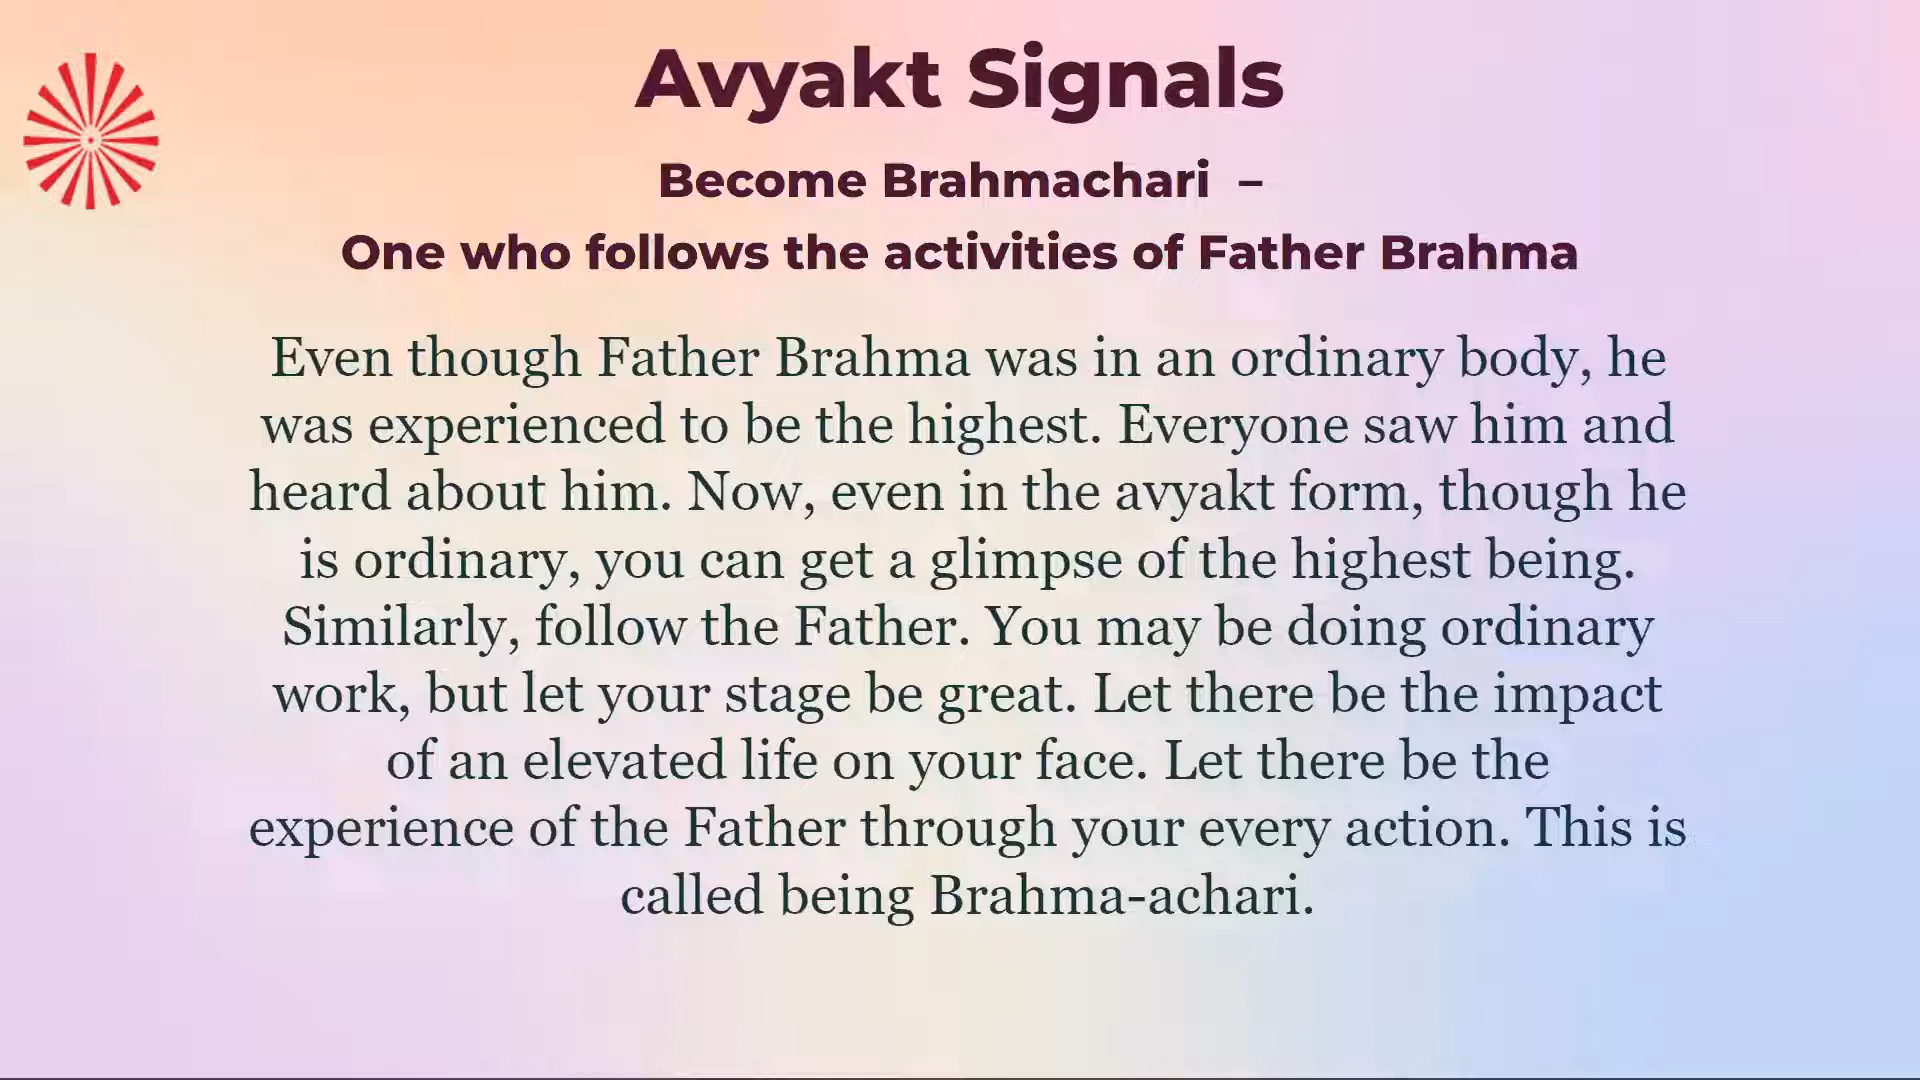 Avyakt Signals
Become Brahmachari –
One who follows the activities of Father Brahma
Even though Father Brahma was in an ordinary body, he
was experienced to be the highest. Everyone saw him and
heard about him. Now, even in the avyakt form, though he
is ordinary, you can get a glimpse of the highest being.
Similarly, follow the Father. You may be doing ordinary
work, but let your stage be great. Let there be the impact
of an elevated life on your face. Let there be the
experience of the Father through your every action. This is
called being Brahma-achari.